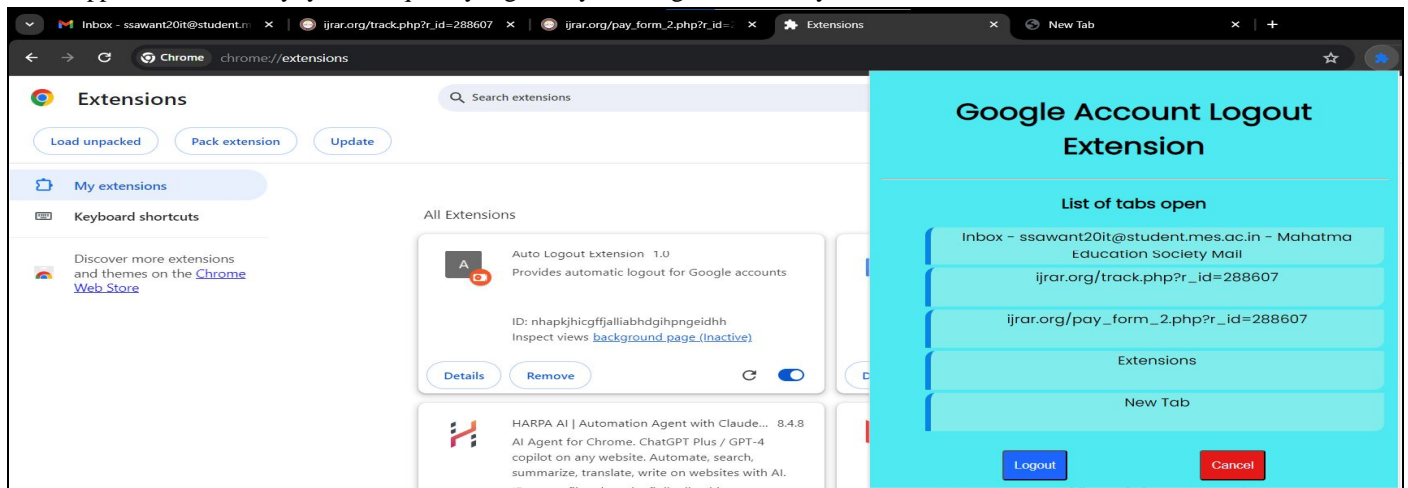 Inbox - ssawant20it@student.m
ijrar.org/track.php?r_id=288607
ijrar.org/pay_form_2.php?r_id=
Extensions
New Tab
Chrome
chrome://extensions
Extensions
Search extensions
Load unpacked
Pack extension
Update
My extensions
Keyboard shortcuts
Discover more extensions
and themes on the Chrome
Web Store
All Extensions
A
Auto Logout Extension 1.0
Provides automatic logout for Google accounts
ID: nhapkjhicgffjalliabhdgihpngeidhh
Inspect views background page (Inactive)
Details
Remove
HARPA AI | Automation Agent with Claude... 8.4.8
AI Agent for Chrome. ChatGPT Plus / GPT-4
copilot on any website. Automate, search,
summarize, translate, write on websites with AI.
Google Account Logout
Extension
List of tabs open
Inbox - ssawant20it@student.mes.ac.in - Mahatma
Education Society Mail
ijrar.org/track.php?r_id=288607
ijrar.org/pay_form_2.php?r_id=288607
Extensions
New Tab
Logout
Cancel